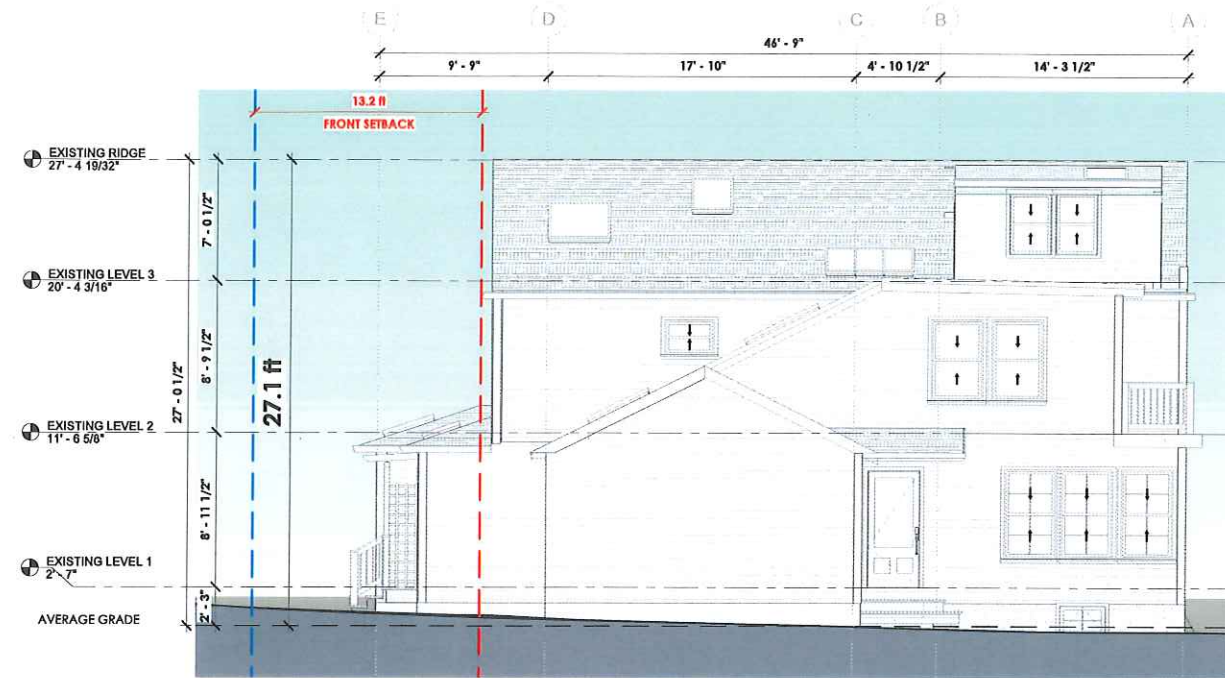 E D C B A
46' - 9"
9' - 9" 17' - 10" 4' - 10 1/2" 14' - 3 1/2"
13.2 ft
FRONT SETBACK
EXISTING RIDGE
27' - 4 19/32"
7' - 0 1/2"
EXISTING LEVEL 3
20' - 4 3/16"
8' - 9 1/2"
27' - 0 1/2"
27.1 ft
EXISTING LEVEL 2
11' - 6 5/8"
8' - 11 1/2"
EXISTING LEVEL 1
2' - 7"
2' - 3"
AVERAGE GRADE